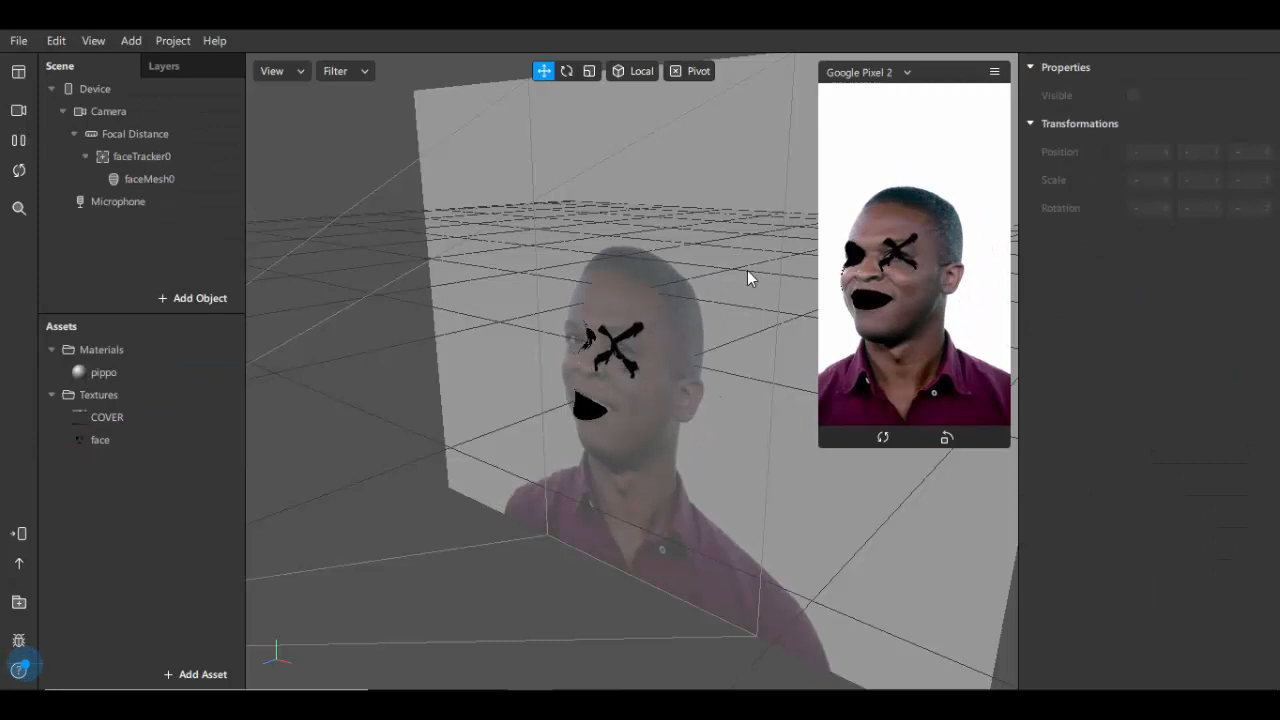 File Edit View Add Project Help
Scene Layers
Device
Camera
Focal Distance
faceTracker0
faceMesh0
Microphone
+ Add Object
Assets
Materials
pippo
Textures
COVER
face
+ Add Asset
View Filter Local Pivot
Google Pixel 2
Properties
Visible
Transformations
Position
Scale
Rotation